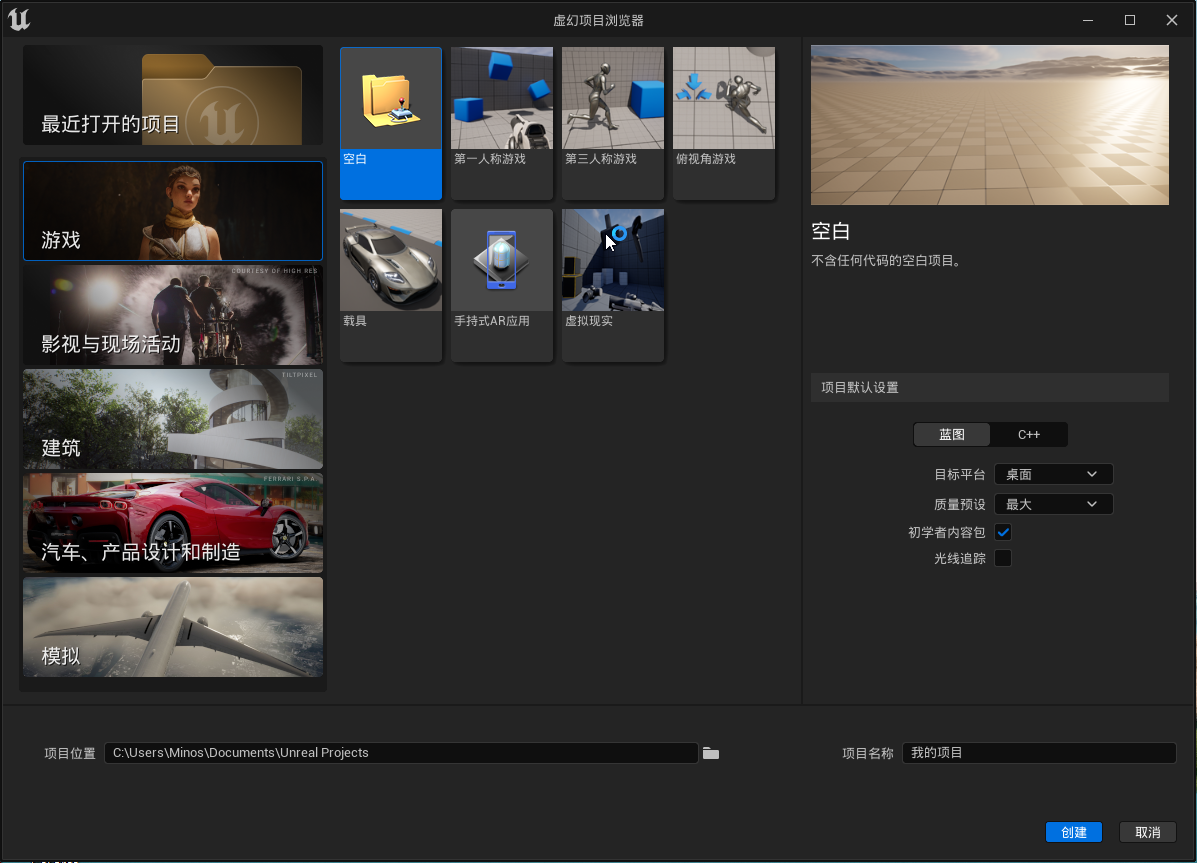 虚幻项目浏览器
最近打开的项目
游戏
COURTESY OF HIGH RES
影视与现场活动
TILTPIXEL
建筑
FERRARI S.P.A.
汽车、产品设计和制造
模拟
空白
第一人称游戏
第三人称游戏
俯视角游戏
载具
手持式AR应用
虚拟现实
空白
不含任何代码的空白项目。
项目默认设置
蓝图 C++
目标平台 桌面
质量预设 最大
初学者内容包
光线追踪
项目位置 C:\Users\Minos\Documents\Unreal Projects
项目名称 我的项目
创建 取消